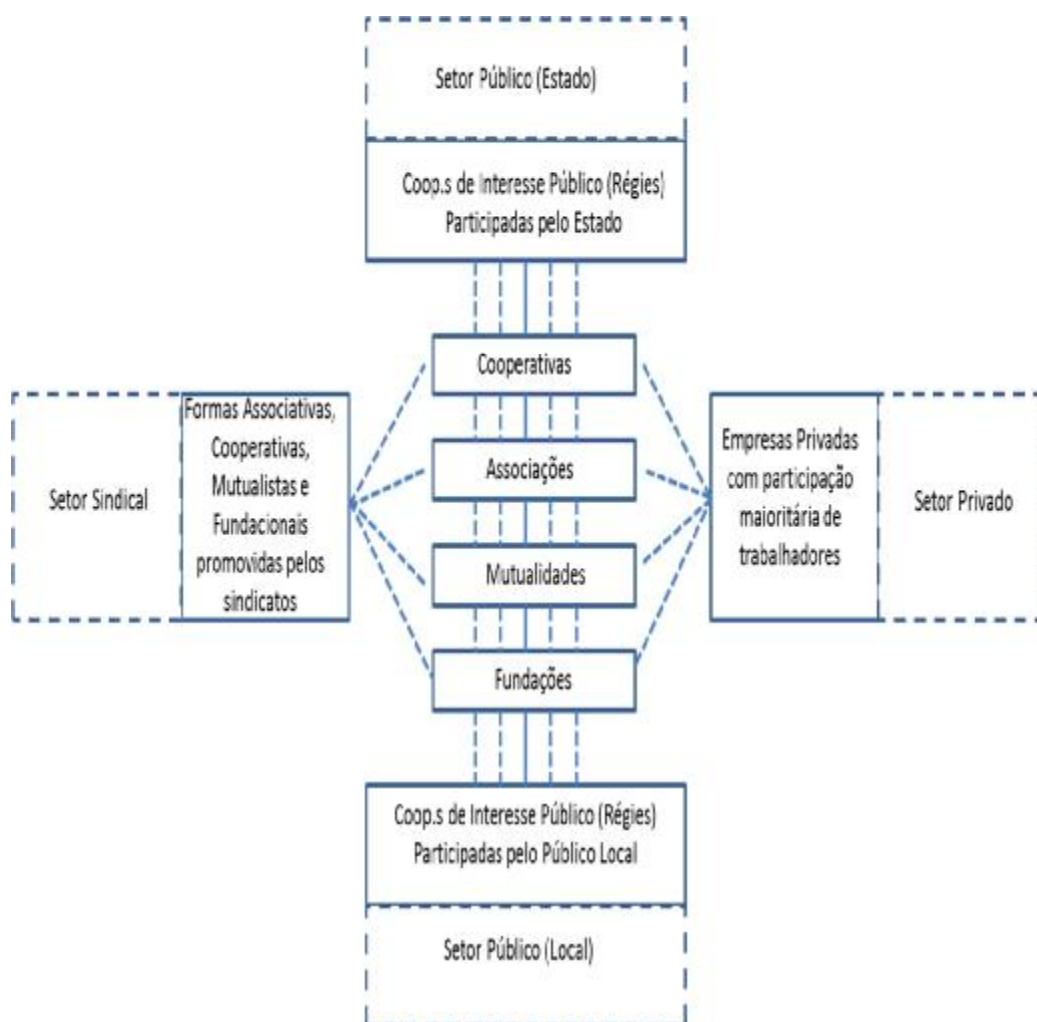 Setor Público (Estado)
Coop.s de Interesse Público (Régies)
Participadas pelo Estado
Cooperativas
Formas Associativas,
Cooperativas,
Mutualistas e
Fundacionais
promovidas pelos
sindicatos
Setor Sindical
Associações
Empresas Privadas
com participação
maioritária de
trabalhadores
Setor Privado
Mutualidades
Fundações
Coop.s de Interesse Público (Régies)
Participadas pelo Público Local
Setor Público (Local)